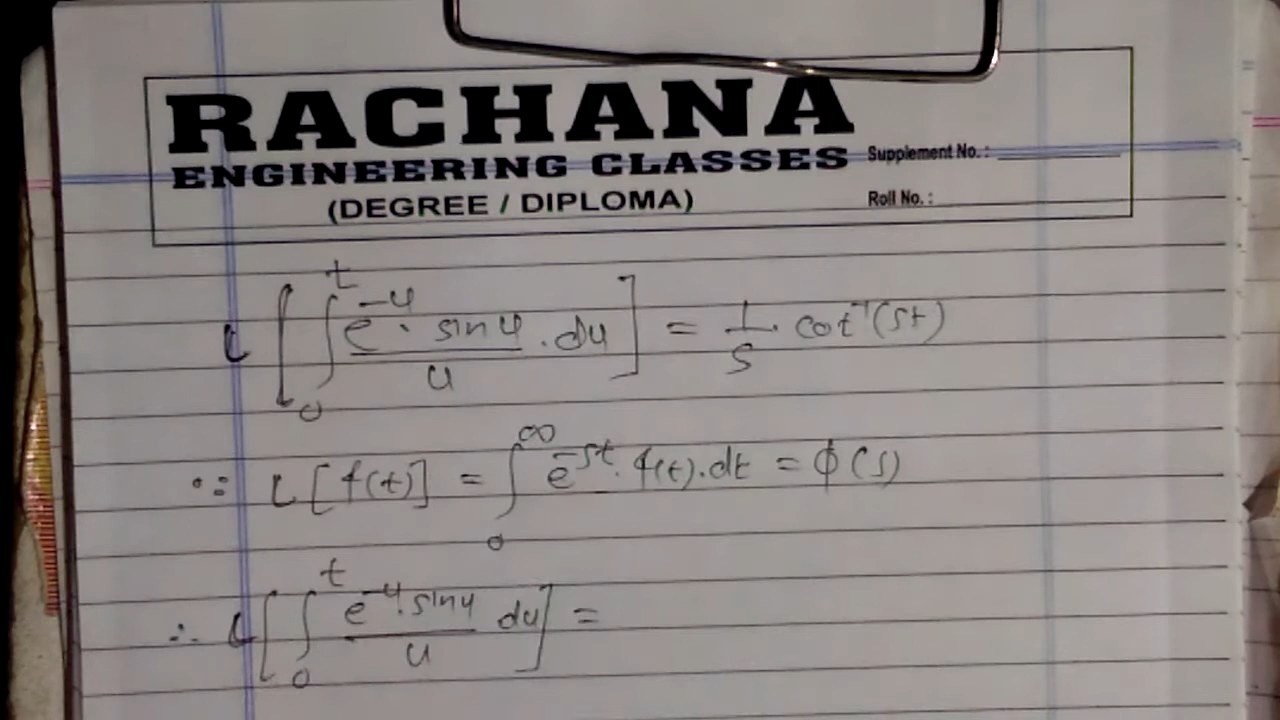 RACHANA
ENGINEERING CLASSES
(DEGREE / DIPLOMA)
Supplement No. :
Roll No. :
L [ ∫₀ᵗ e⁻ᵘ · sin u / u . du ] = 1/s . cot⁻¹(s+)
∵ L [f(t)] = ∫₀^∞ e⁻ˢᵗ . f(t) . dt = ϕ(s)
∴ L [ ∫₀ᵗ e⁻ᵘ . sin u / u du ] =